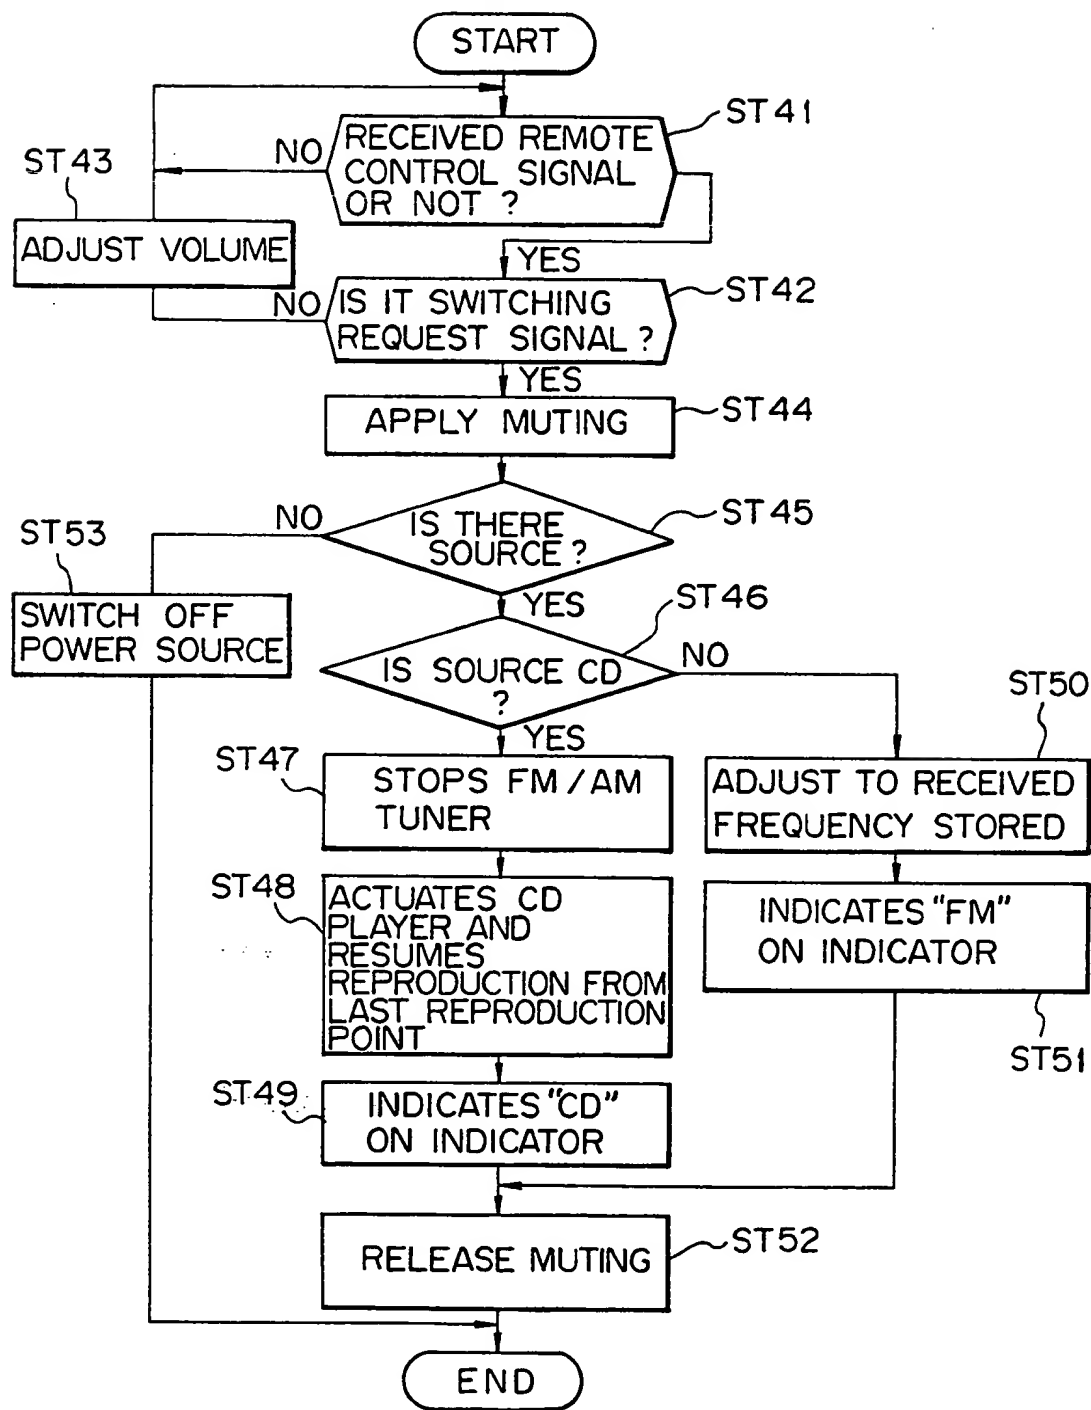 START
ST41
RECEIVED REMOTE
CONTROL SIGNAL
OR NOT ?
NO
ST43
ADJUST VOLUME
YES
ST42
IS IT SWITCHING
REQUEST SIGNAL ?
NO
YES
ST44
APPLY MUTING
ST45
IS THERE
SOURCE ?
NO
ST53
SWITCH OFF
POWER SOURCE
YES
ST46
IS SOURCE CD
?
NO
YES
ST47
STOPS FM / AM
TUNER
ST50
ADJUST TO RECEIVED
FREQUENCY STORED
ST48
ACTUATES CD
PLAYER AND
RESUMES
REPRODUCTION FROM
LAST REPRODUCTION
POINT
INDICATES "FM"
ON INDICATOR
ST51
ST49
INDICATES "CD"
ON INDICATOR
ST52
RELEASE MUTING
END